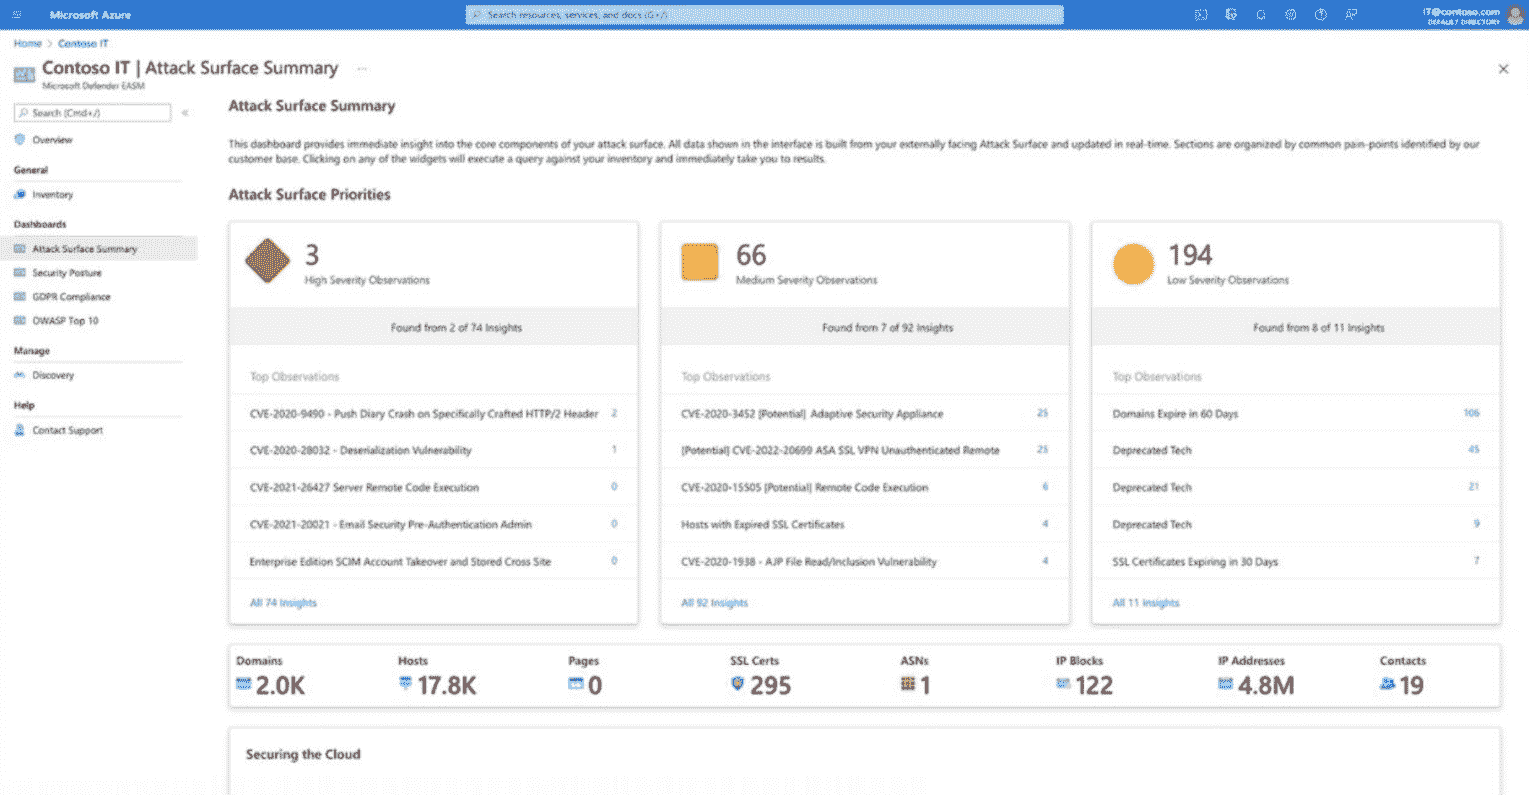 Microsoft Azure
Search resources, services, and docs (G+/)
IT@contoso.com
DEFAULT DIRECTORY
Home > Contoso IT
Contoso IT | Attack Surface Summary ...
Microsoft Defender EASM
Search (Cmd+/)
Overview
General
Inventory
Dashboards
Attack Surface Summary
Security Posture
GDPR Compliance
OWASP Top 10
Manage
Discovery
Help
Contact Support
Attack Surface Summary
This dashboard provides immediate insight into the core components of your attack surface. All data shown in the interface is built from your externally facing Attack Surface and updated in real-time. Sections are organized by common pain-points identified by our
customer base. Clicking on any of the widgets will execute a query against your inventory and immediately take you to results.
Attack Surface Priorities
3
High Severity Observations
Found from 2 of 74 Insights
Top Observations
CVE-2020-9490 - Push Diary Crash on Specifically Crafted HTTP/2 Header 2
CVE-2020-28032 - Deserialization Vulnerability 1
CVE-2021-26427 Server Remote Code Execution 0
CVE-2021-20021 - Email Security Pre-Authentication Admin 0
Enterprise Edition SCIM Account Takeover and Stored Cross Site 0
All 74 Insights
66
Medium Severity Observations
Found from 7 of 92 Insights
Top Observations
CVE-2020-3452 [Potential] Adaptive Security Appliance 25
[Potential] CVE-2022-20699 ASA SSL VPN Unauthenticated Remote 25
CVE-2020-15505 [Potential] Remote Code Execution 6
Hosts with Expired SSL Certificates 4
CVE-2020-1938 - AJP File Read/Inclusion Vulnerability 4
All 92 Insights
194
Low Severity Observations
Found from 8 of 11 Insights
Top Observations
Domains Expire in 60 Days 106
Deprecated Tech 45
Deprecated Tech 21
Deprecated Tech 9
SSL Certificates Expiring in 30 Days 7
All 11 Insights
Domains Hosts Pages SSL Certs ASNs IP Blocks IP Addresses Contacts
2.0K 17.8K 0 295 1 122 4.8M 19
Securing the Cloud